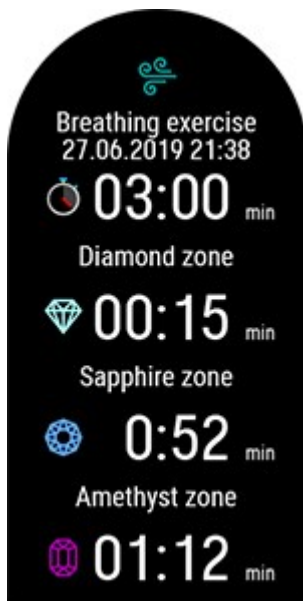 Breathing exercise
27.06.2019 21:38
03:00 min
Diamond zone
00:15 min
Sapphire zone
0:52 min
Amethyst zone
01:12 min